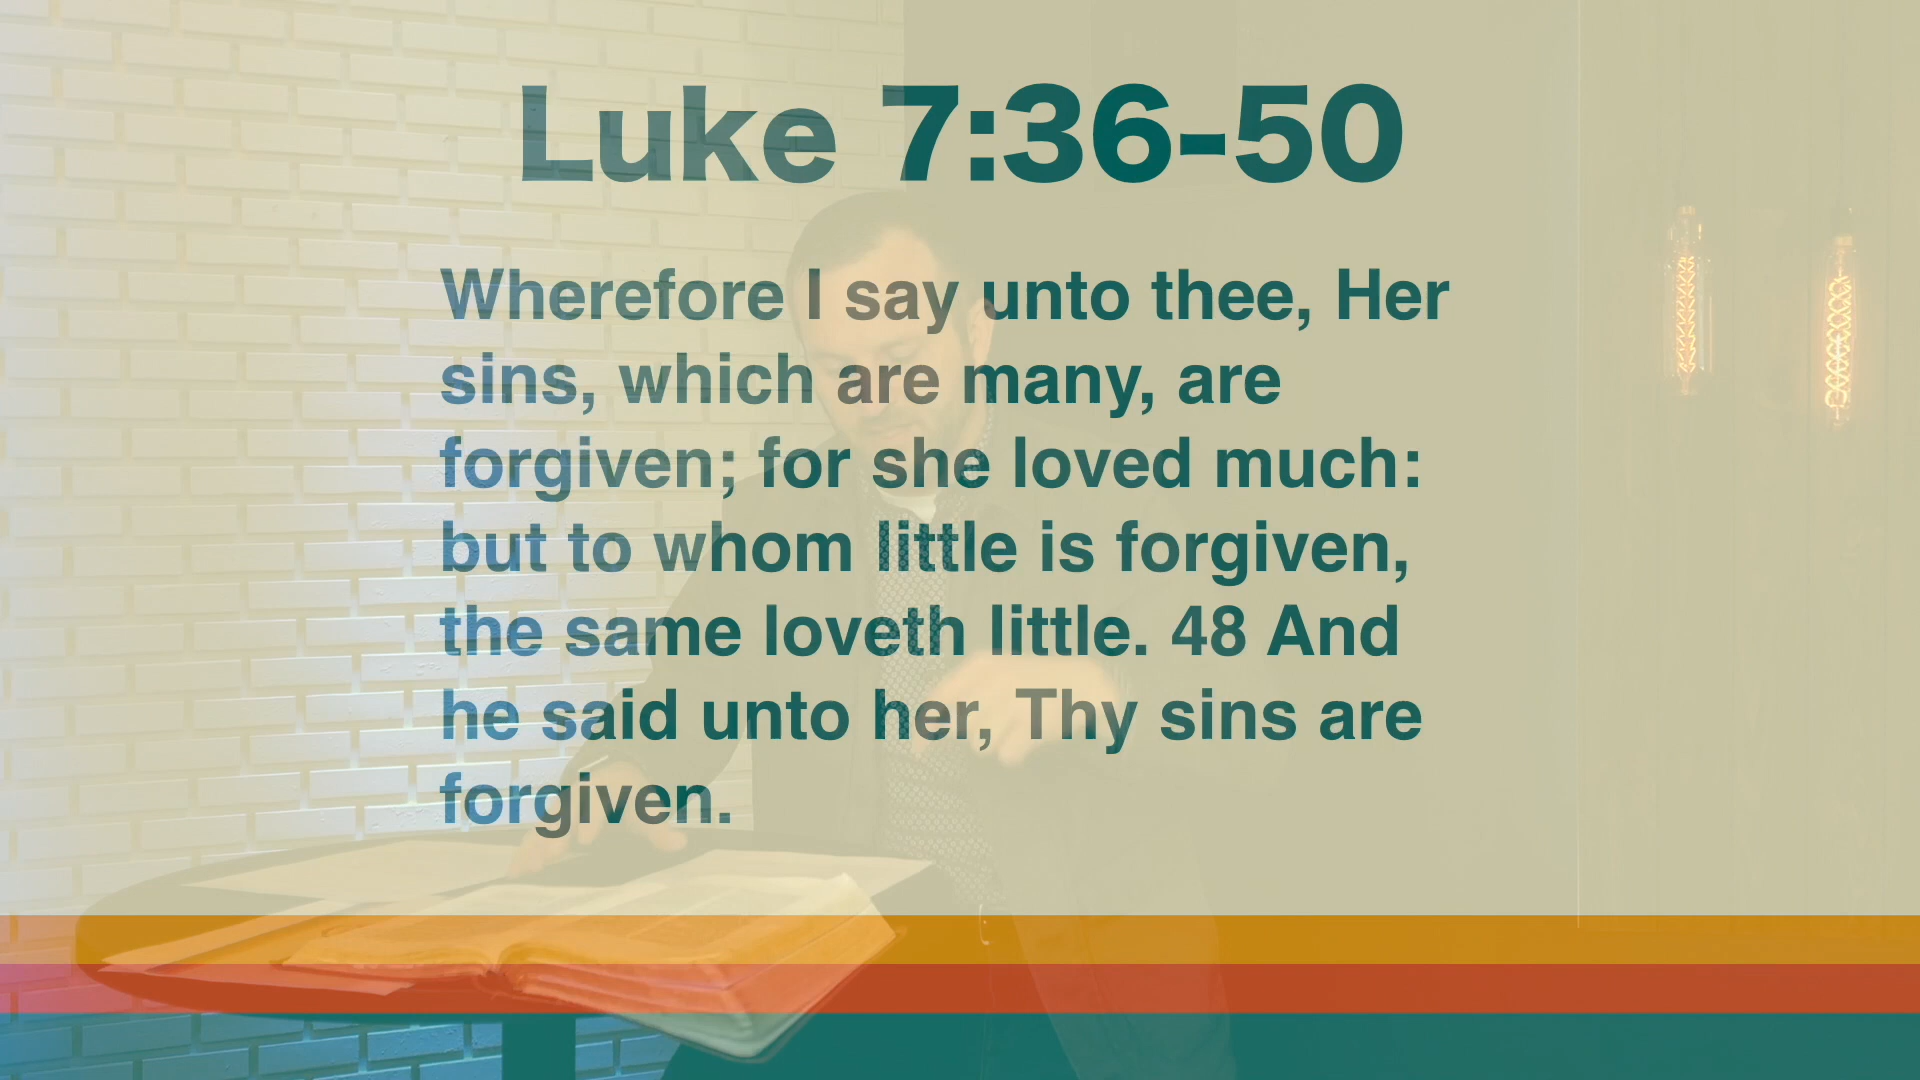 Luke 7:36-50
Wherefore I say unto thee, Her
sins, which are many, are
forgiven; for she loved much:
but to whom little is forgiven,
the same loveth little. 48 And
he said unto her, Thy sins are
forgiven.